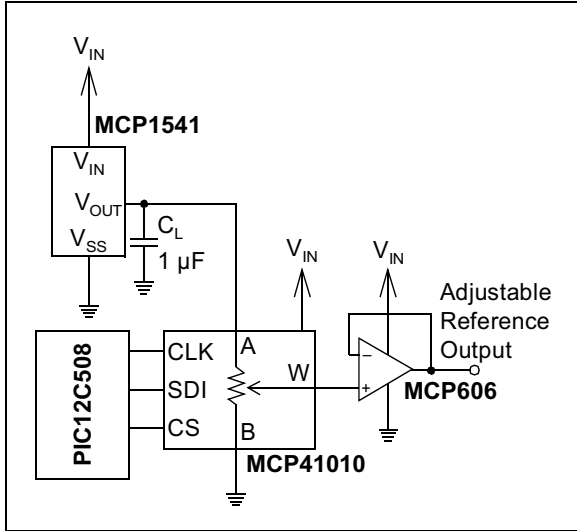 V_IN
MCP1541
V_IN
V_OUT
V_SS
C_L
1 µF
V_IN
V_IN
Adjustable
Reference
Output
PIC12C508
CLK
SDI
CS
A
W
B
−
+
MCP606
MCP41010